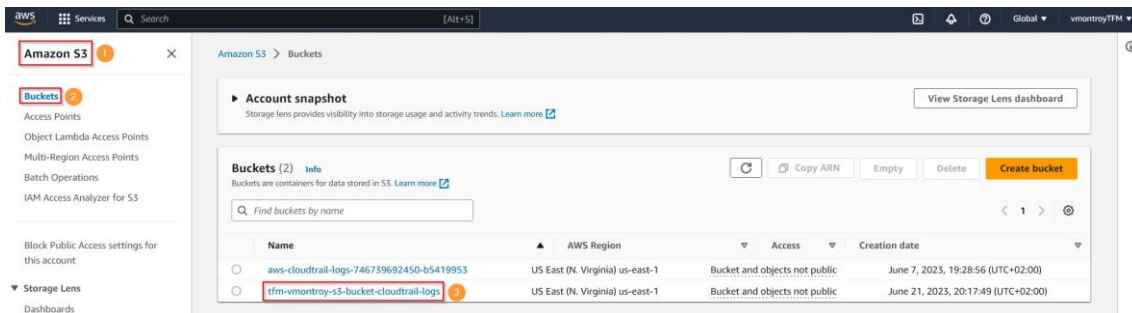 aws Services Search [Alt+S] Global vmontroyTFM
Amazon S3 1
Buckets 2
Access Points
Object Lambda Access Points
Multi-Region Access Points
Batch Operations
IAM Access Analyzer for S3
Block Public Access settings for
this account
Storage Lens
Dashboards
Amazon S3 > Buckets
Account snapshot
Storage lens provides visibility into storage usage and activity trends. Learn more
View Storage Lens dashboard
Buckets (2) Info
Buckets are containers for data stored in S3. Learn more
Copy ARN Empty Delete Create bucket
Find buckets by name
< 1 >
Name AWS Region Access Creation date
aws-cloudtrail-logs-746739692450-b5419953 US East (N. Virginia) us-east-1 Bucket and objects not public June 7, 2023, 19:28:56 (UTC+02:00)
tfm-vmontroy-s3-bucket-cloudtrail-logs 3 US East (N. Virginia) us-east-1 Bucket and objects not public June 21, 2023, 20:17:49 (UTC+02:00)